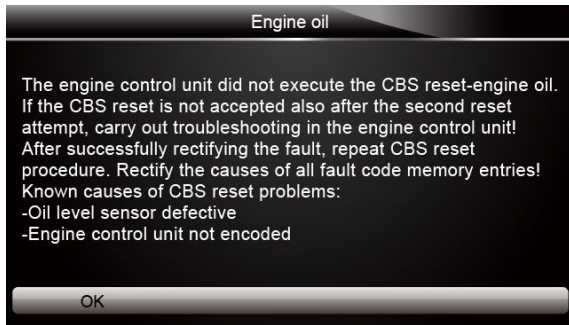 Engine oil
The engine control unit did not execute the CBS reset-engine oil.
If the CBS reset is not accepted also after the second reset
attempt, carry out troubleshooting in the engine control unit!
After successfully rectifying the fault, repeat CBS reset
procedure. Rectify the causes of all fault code memory entries!
Known causes of CBS reset problems:
-Oil level sensor defective
-Engine control unit not encoded
OK